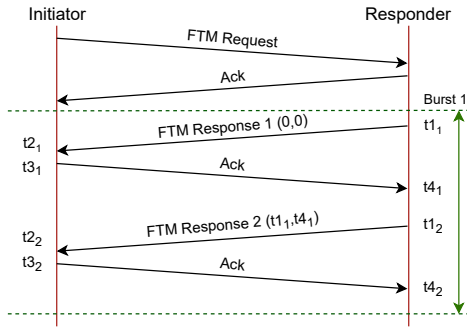 Initiator Responder
FTM Request
Ack
Burst 1
FTM Response 1 (0,0)
t1₁
t2₁
t3₁
Ack
t4₁
FTM Response 2 (t1₁,t4₁)
t1₂
t2₂
t3₂
Ack
t4₂